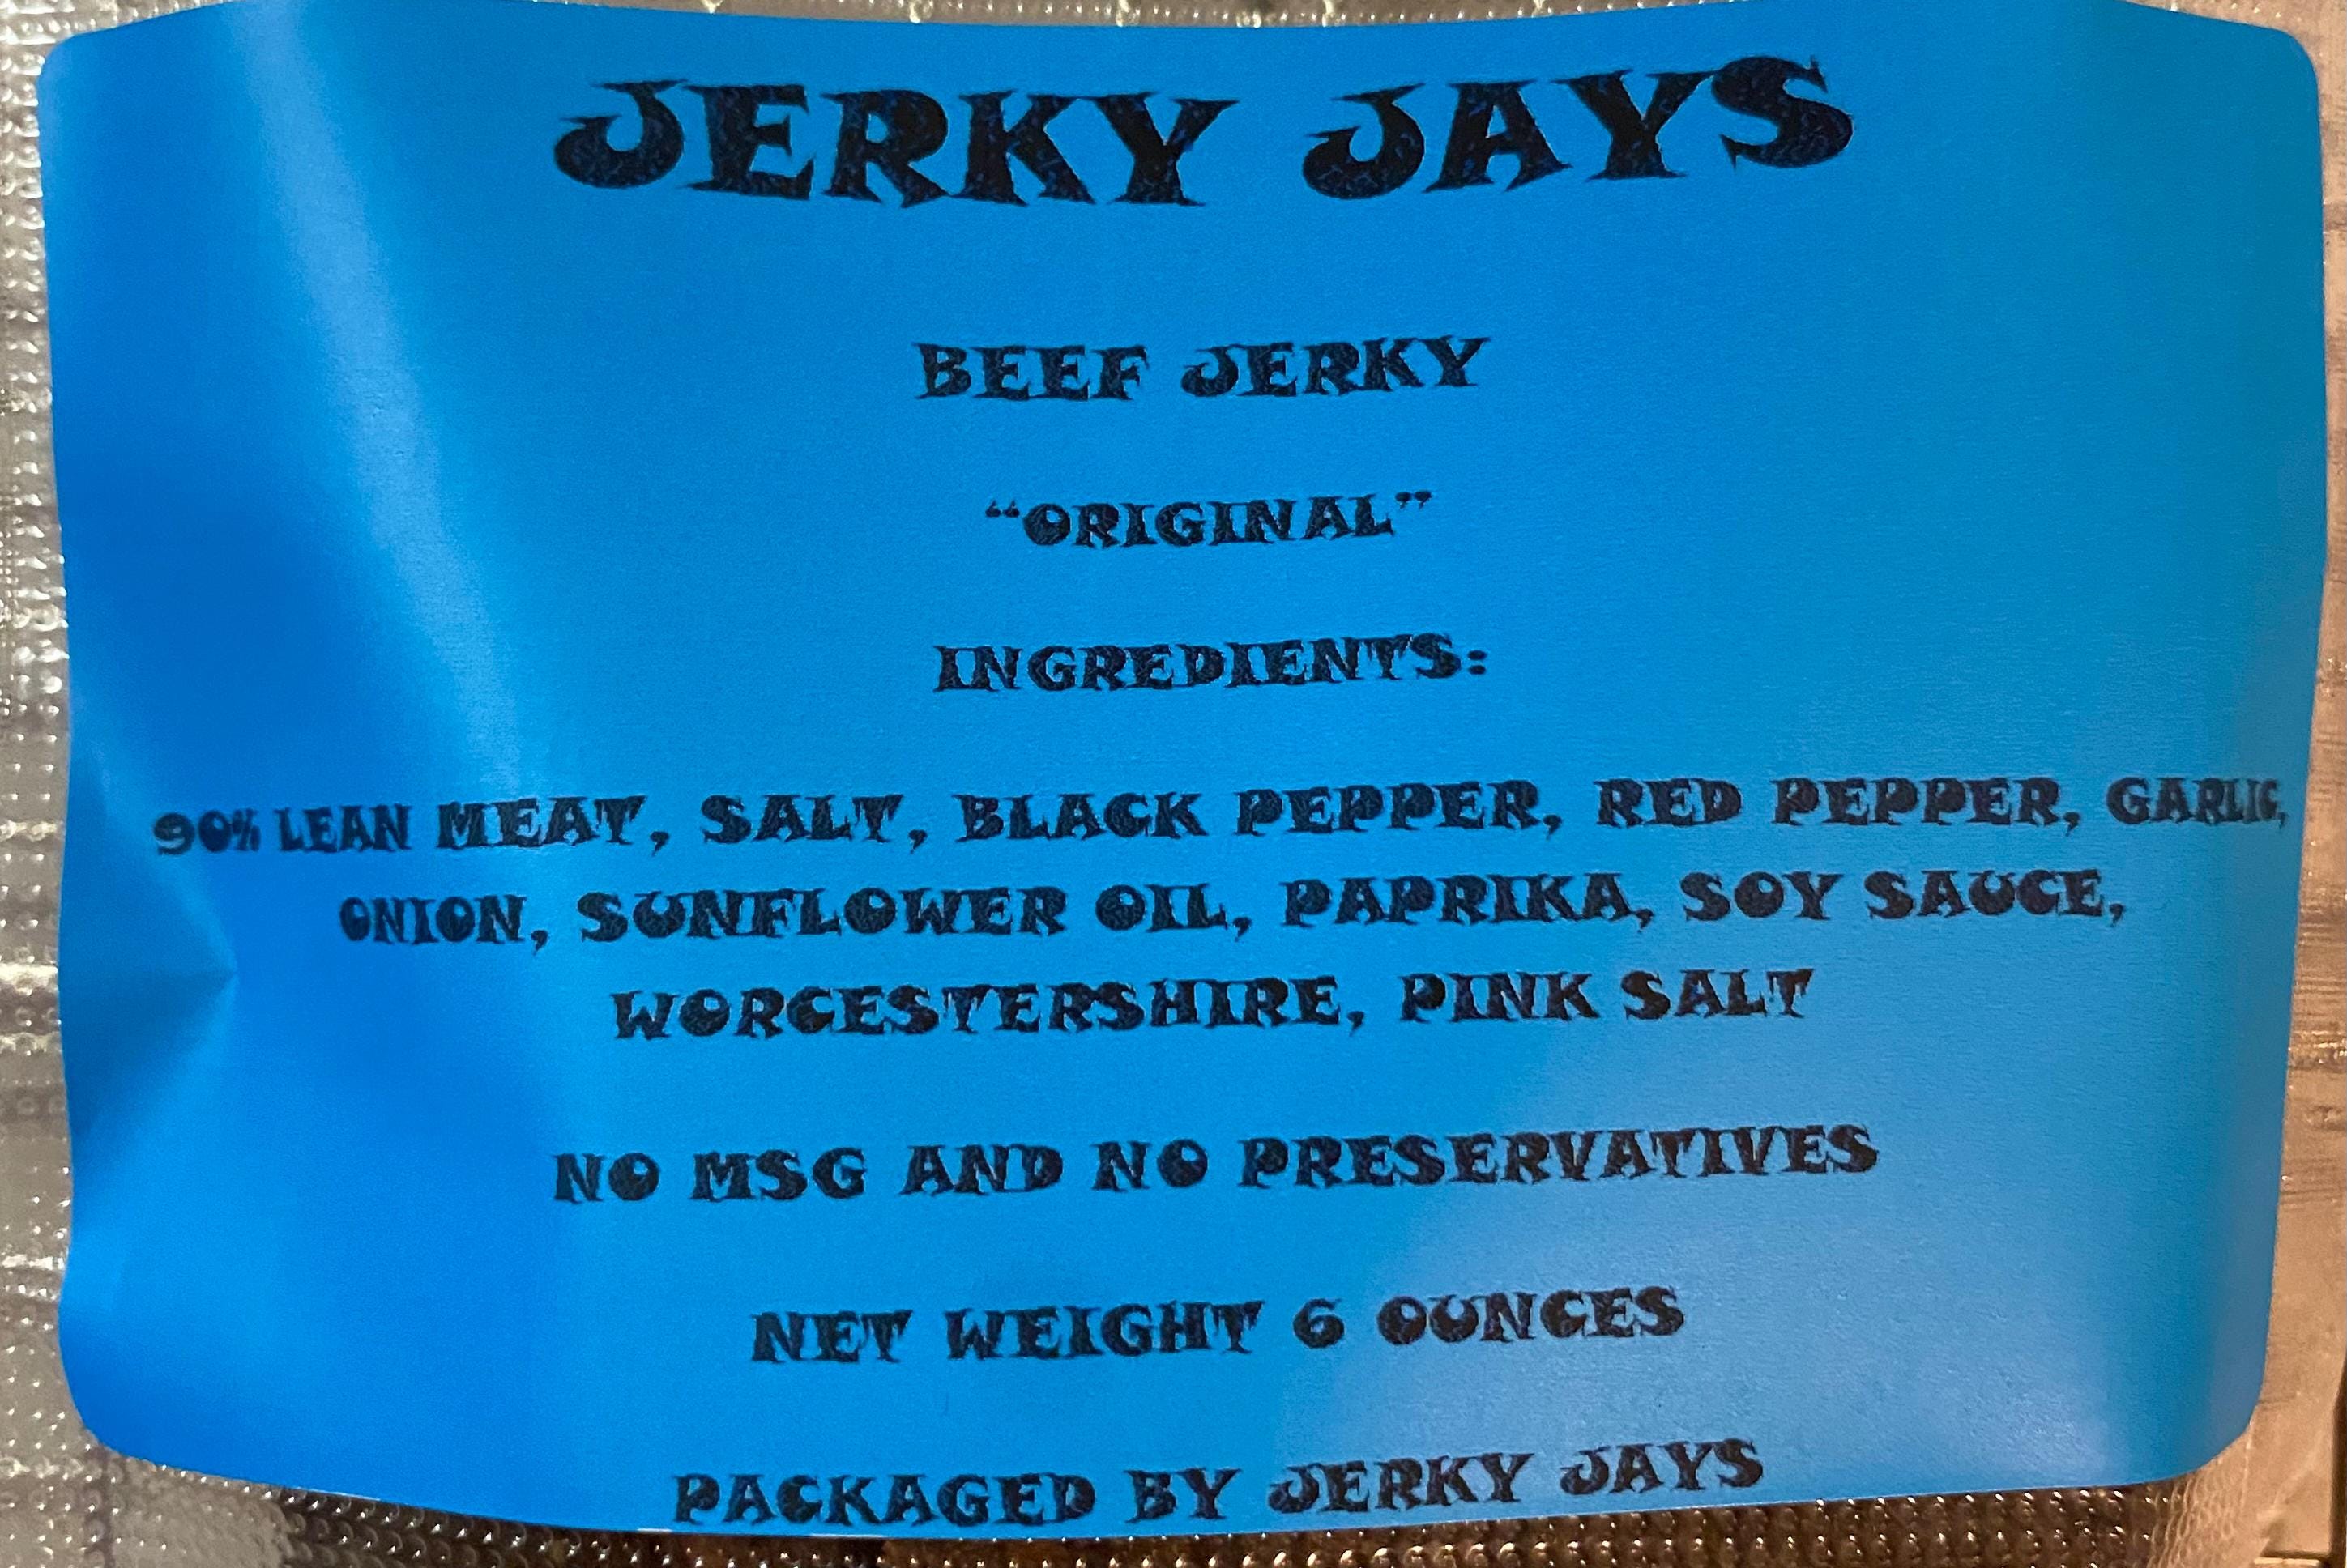 JERKY JAYS
BEEF JERKY
“ORIGINAL”
INGREDIENTS:
90% LEAN MEAT, SALT, BLACK PEPPER, RED PEPPER, GARLIC,
ONION, SUNFLOWER OIL, PAPRIKA, SOY SAUCE,
WORCESTERSHIRE, PINK SALT
NO MSG AND NO PRESERVATIVES
NET WEIGHT 6 OUNCES
PACKAGED BY JERKY JAYS